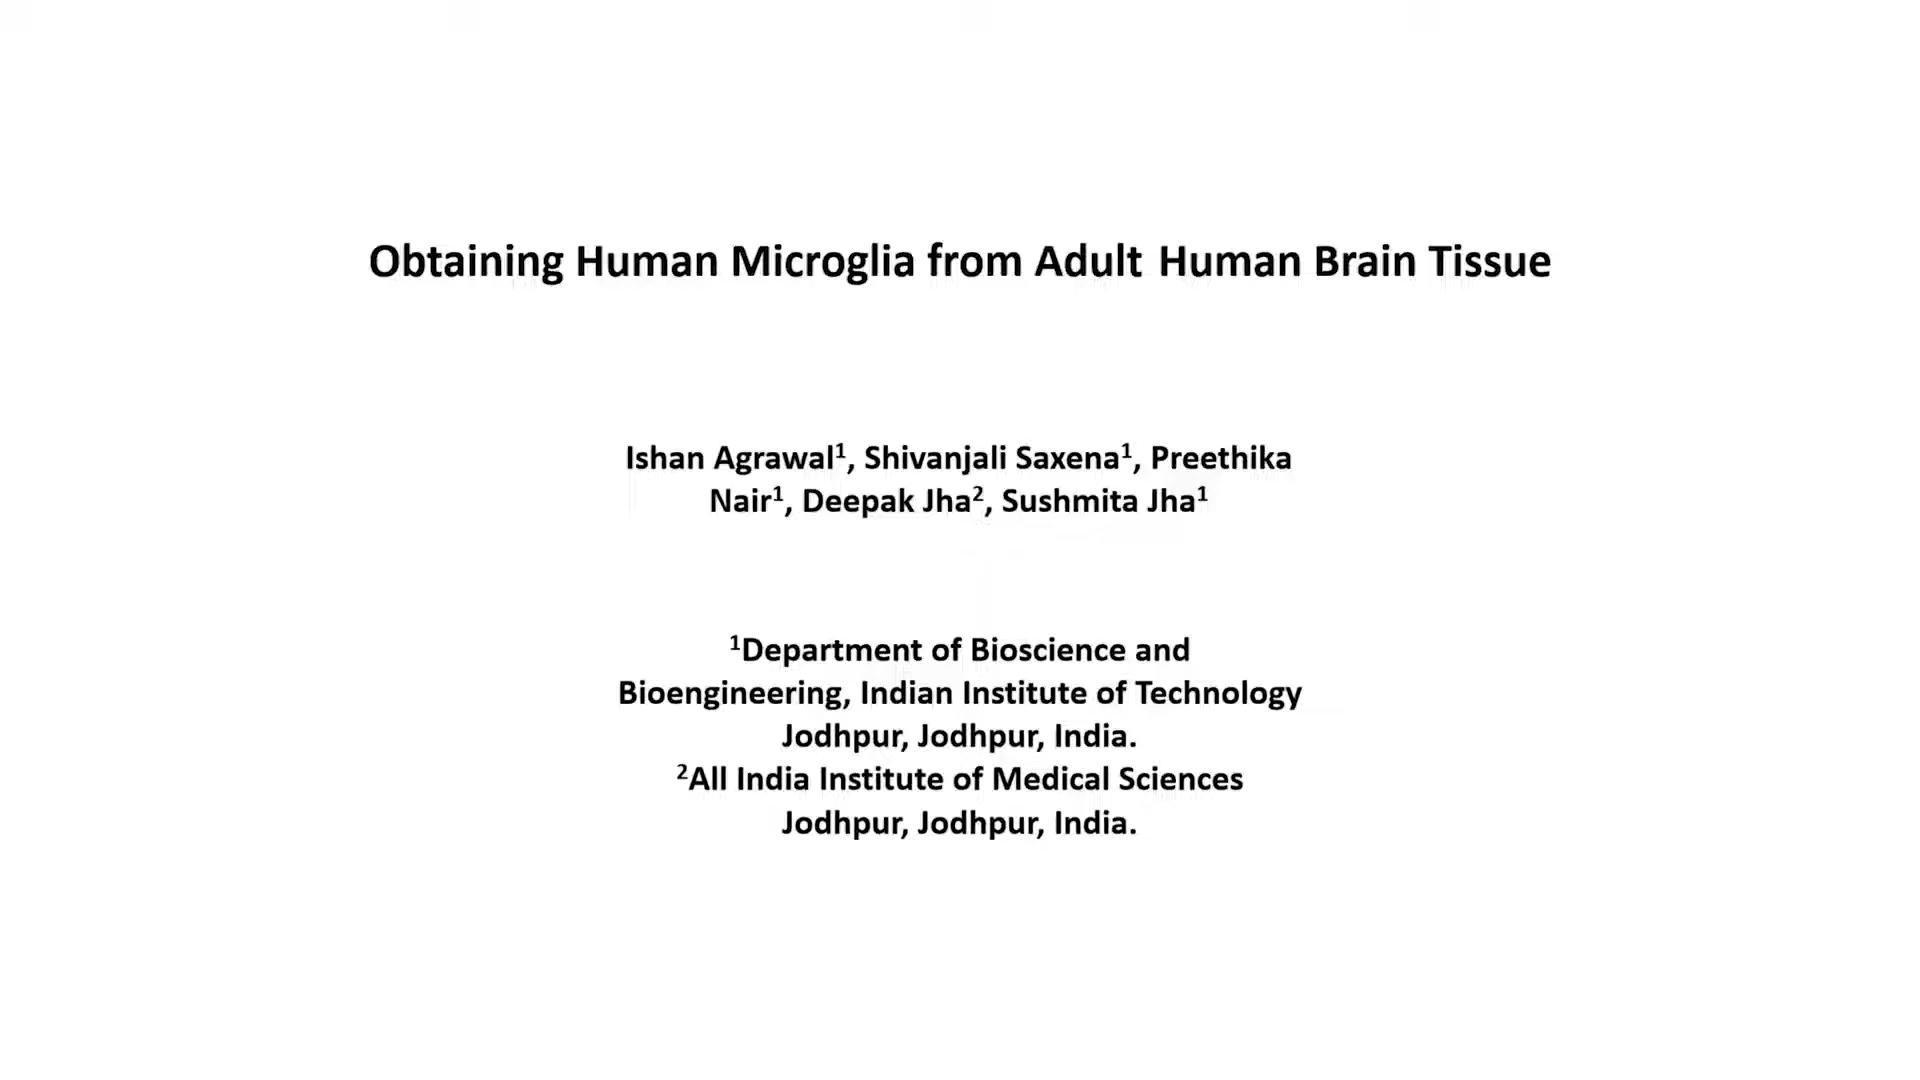 Obtaining Human Microglia from Adult Human Brain Tissue
Ishan Agrawal¹, Shivanjali Saxena¹, Preethika
Nair¹, Deepak Jha², Sushmita Jha¹
¹Department of Bioscience and
Bioengineering, Indian Institute of Technology
Jodhpur, Jodhpur, India.
²All India Institute of Medical Sciences
Jodhpur, Jodhpur, India.